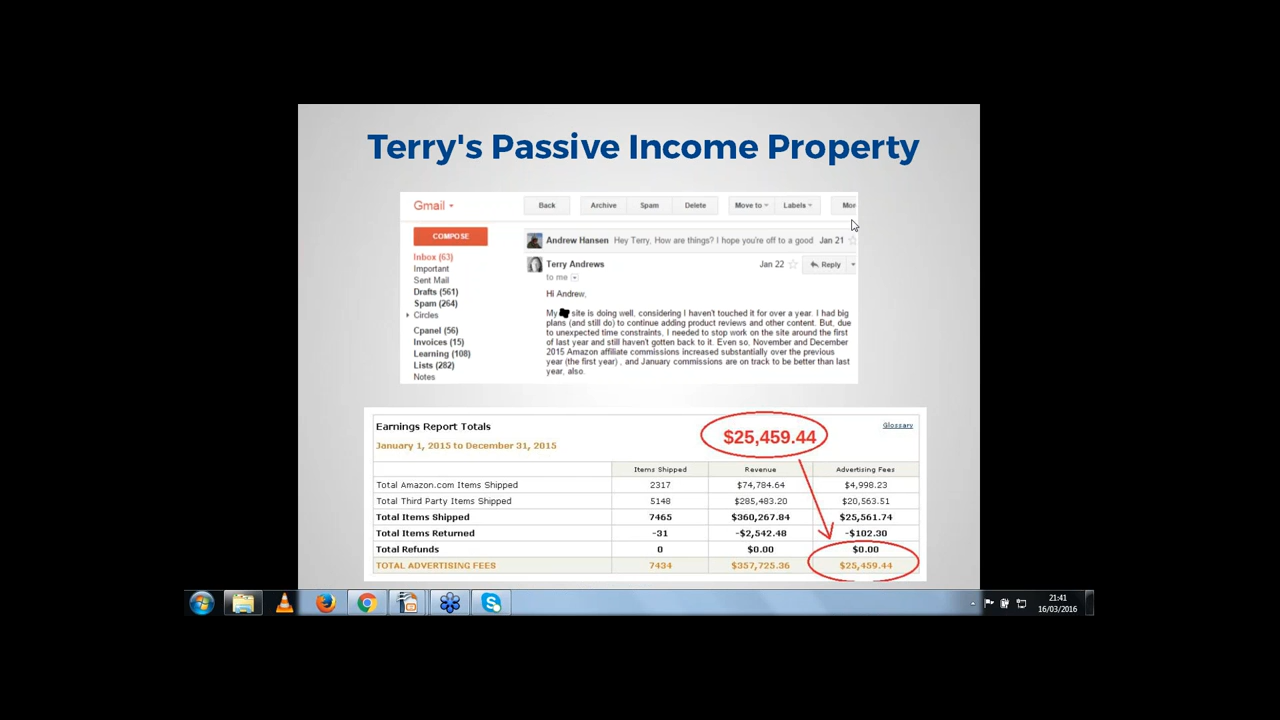 Terry's Passive Income Property
Gmail
Back Archive Spam Delete Move to Labels Mor
COMPOSE
Inbox (63)
Important
Sent Mail
Drafts (561)
Spam (264)
Circles
Cpanel (56)
Invoices (15)
Learning (108)
Lists (282)
Notes
Andrew Hansen Hey Terry, How are things? I hope you're off to a good Jan 21
Terry Andrews Jan 22 Reply
to me
Hi Andrew,
My site is doing well, considering I haven't touched it for over a year. I had big
plans (and still do) to continue adding product reviews and other content. But, due
to unexpected time constraints, I needed to stop work on the site around the first
of last year and still haven't gotten back to it. Even so, November and December
2015 Amazon affiliate commissions increased substantially over the previous
year (the first year) , and January commissions are on track to be better than last
year, also.
Earnings Report Totals
January 1, 2015 to December 31, 2015
$25,459.44
Glossary
Items Shipped Revenue Advertising Fees
Total Amazon.com Items Shipped 2317 $74,784.64 $4,998.23
Total Third Party Items Shipped 5148 $285,483.20 $20,563.51
Total Items Shipped 7465 $360,267.84 $25,561.74
Total Items Returned -31 -$2,542.48 -$102.30
Total Refunds 0 $0.00 $0.00
TOTAL ADVERTISING FEES 7434 $357,725.36 $25,459.44
21:41
16/03/2016